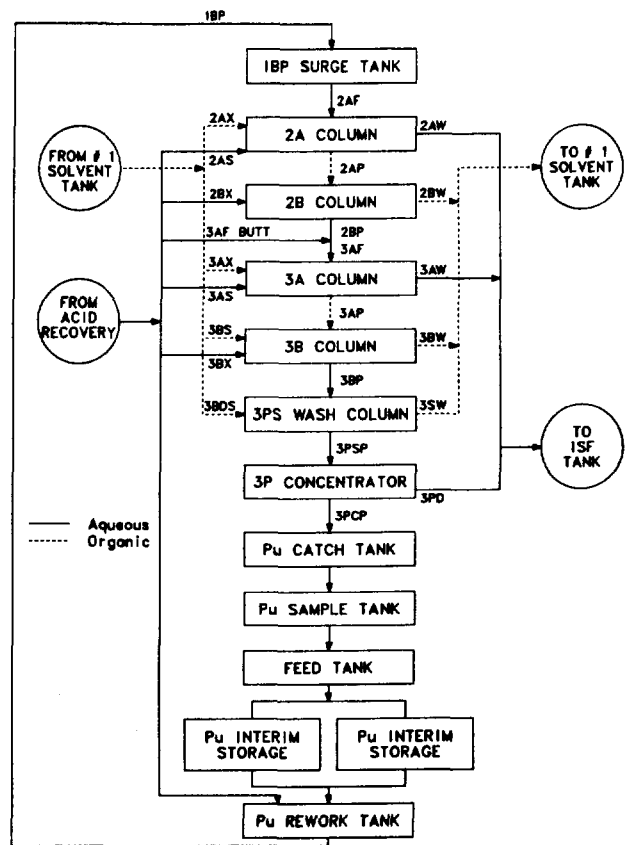 1BP
1BP SURGE TANK
2AF
2AX
2A COLUMN
2AW
FROM # 1
SOLVENT
TANK
2AS
2AP
TO # 1
SOLVENT
TANK
2BX
2B COLUMN
2BW
3AF BUTT
2BP
3AF
3AX
3A COLUMN
3AW
3AS
FROM
ACID
RECOVERY
3AP
3BS
3B COLUMN
3BW
3BX
3BP
3BDS
3PS WASH COLUMN
3SW
3PSP
TO
ISF
TANK
3P CONCENTRATOR
3PD
3PCP
Aqueous
Organic
Pu CATCH TANK
Pu SAMPLE TANK
FEED TANK
Pu INTERIM
STORAGE
Pu INTERIM
STORAGE
Pu REWORK TANK